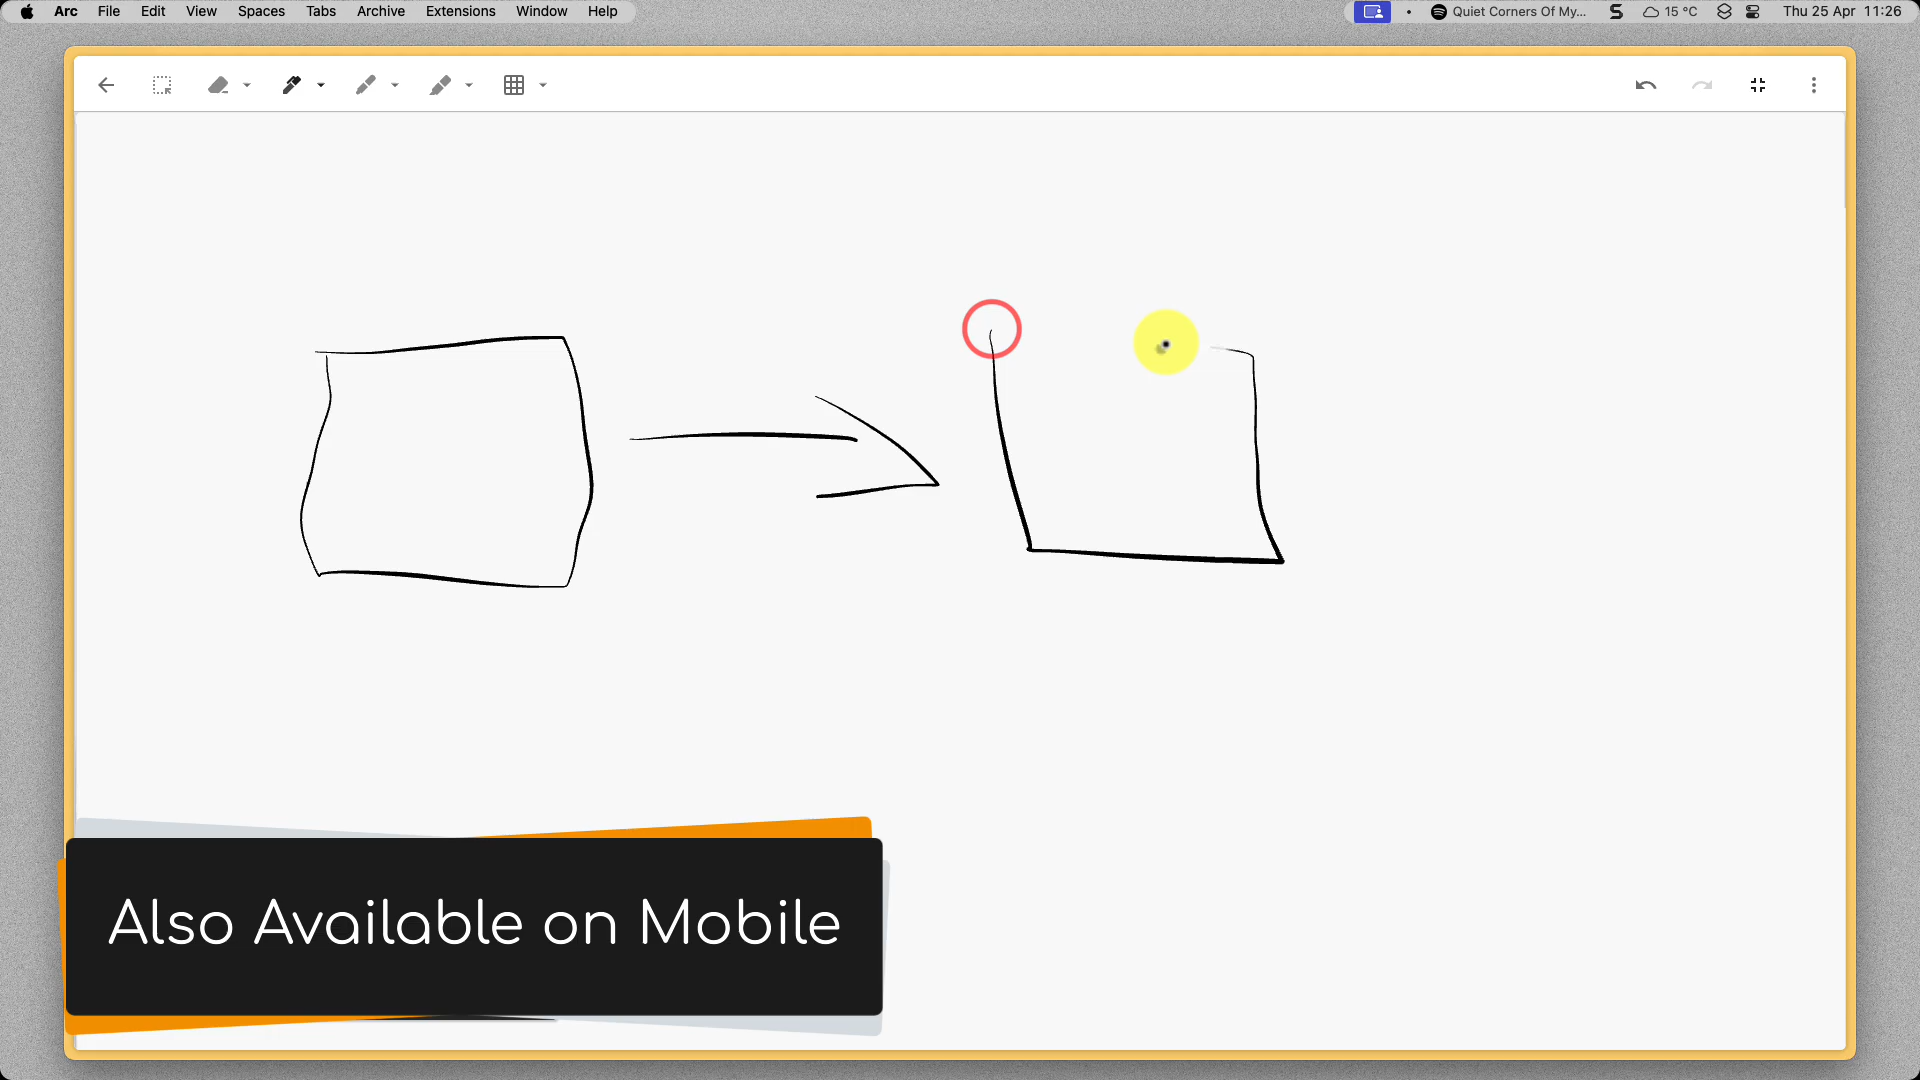 Arc File Edit View Spaces Tabs Archive Extensions Window Help Quiet Corners Of My... 15 °C Thu 25 Apr 11:26
Also Available on Mobile